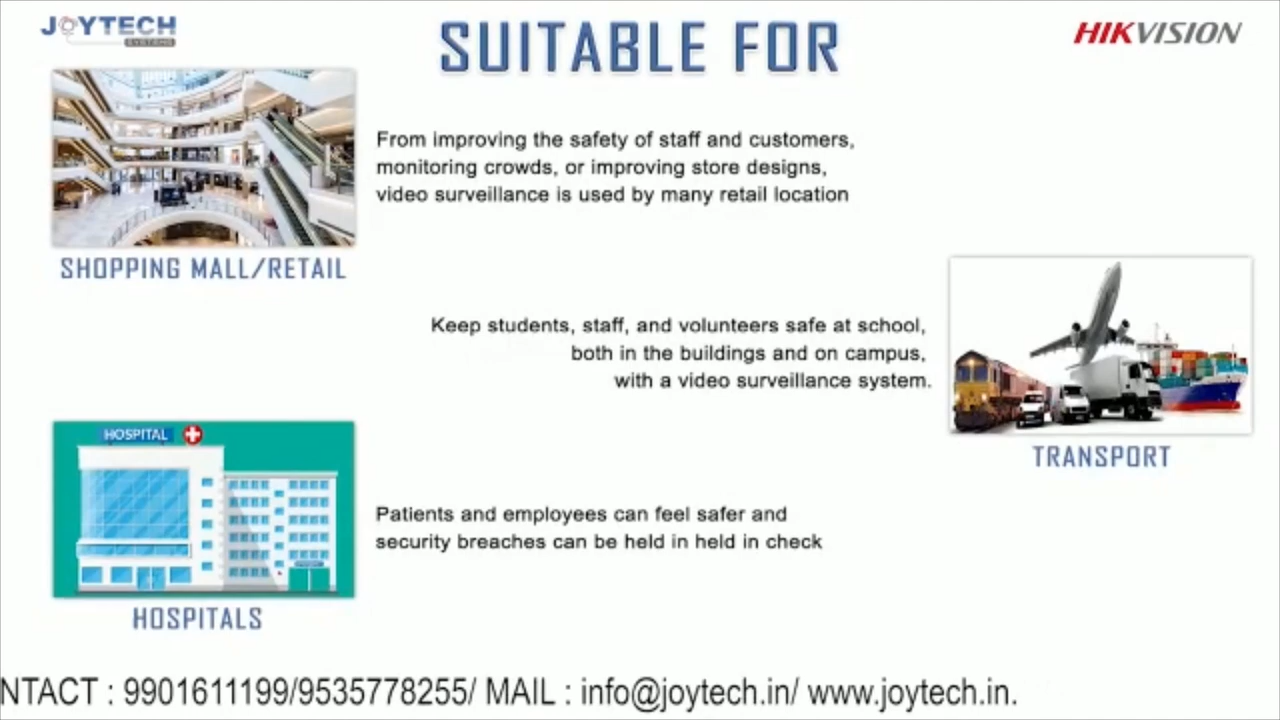 JOYTECH
SYSTEMS
SUITABLE FOR
HIKVISION
From improving the safety of staff and customers,
monitoring crowds, or improving store designs,
video surveillance is used by many retail location
SHOPPING MALL/RETAIL
Keep students, staff, and volunteers safe at school,
both in the buildings and on campus,
with a video surveillance system.
TRANSPORT
HOSPITAL
Patients and employees can feel safer and
security breaches can be held in held in check
HOSPITALS
NTACT : 9901611199/9535778255/ MAIL : info@joytech.in/ www.joytech.in.